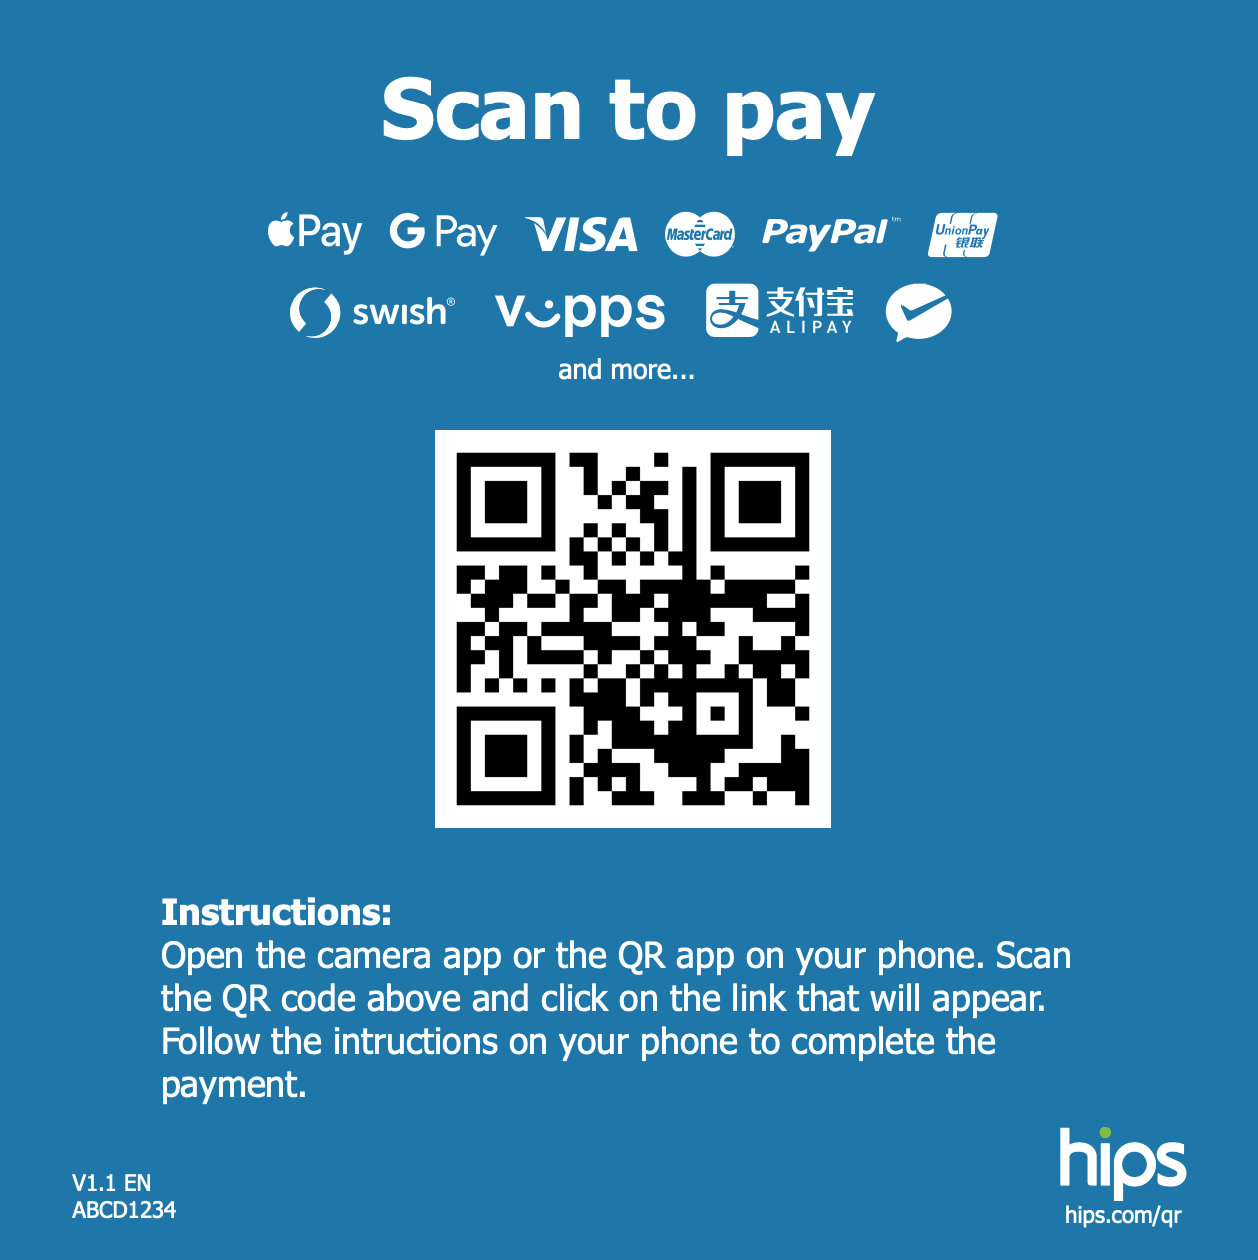 Scan to pay
Pay G Pay VISA MasterCard PayPal™ UnionPay 银联
swish® vipps 支 支付宝 ALIPAY
and more...
Instructions:
Open the camera app or the QR app on your phone. Scan
the QR code above and click on the link that will appear.
Follow the intructions on your phone to complete the
payment.
hips
V1.1 EN
ABCD1234
hips.com/qr